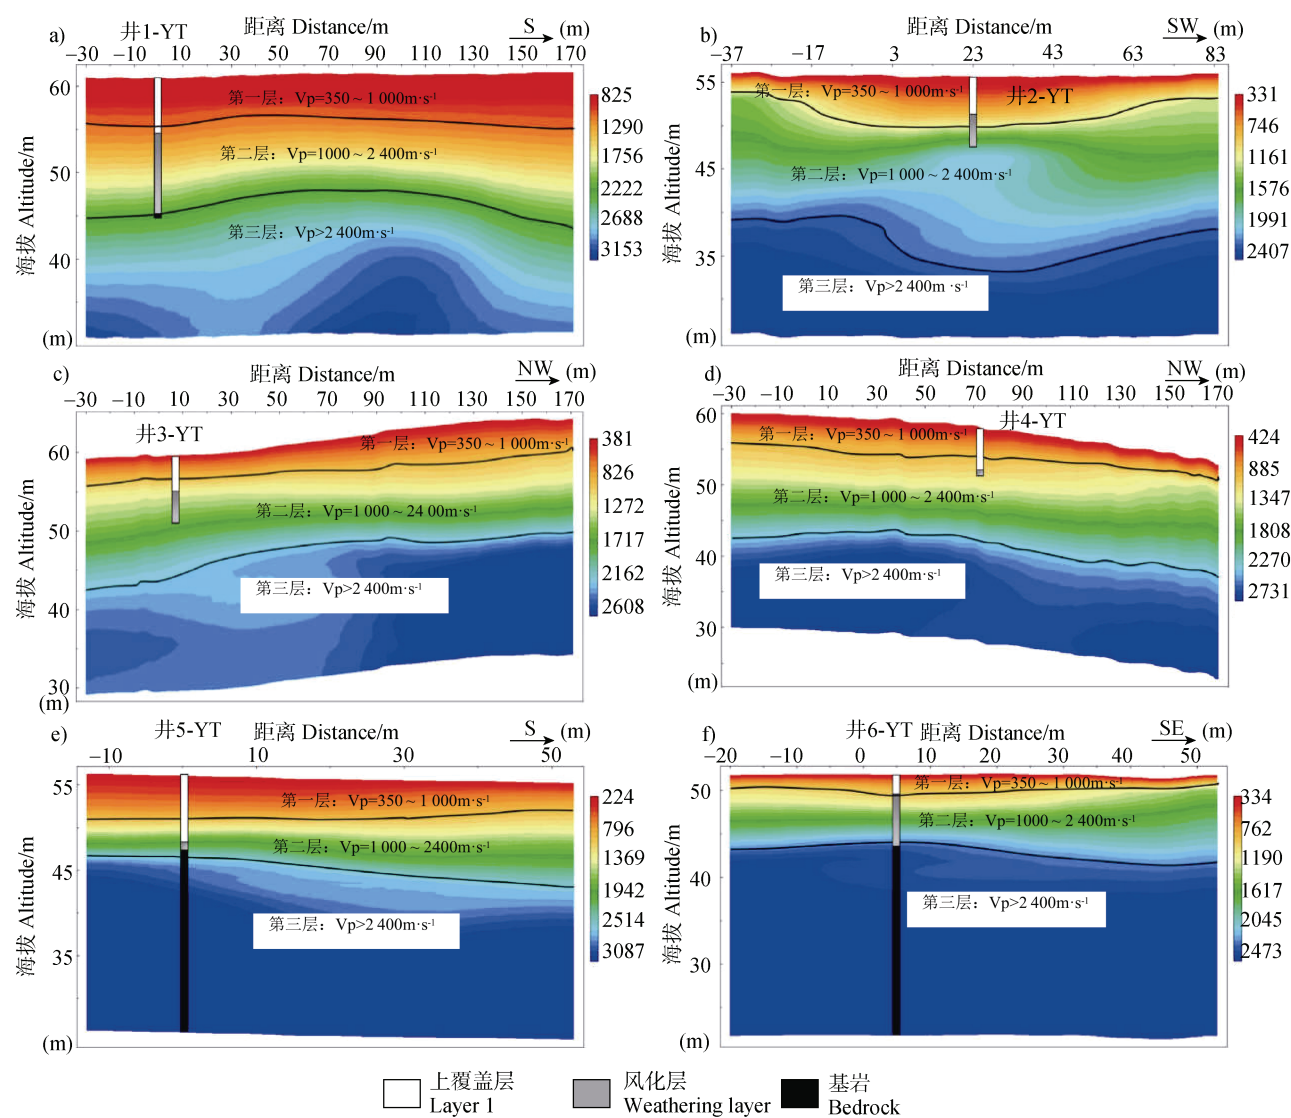 a)
井1-YT
距离 Distance/m
S
(m)
−30 −10 10 30 50 70 90 110 130 150 170
60
50
40
(m)
海拔 Altitude/m
第一层：Vp=350～1 000m·s-1
第二层：Vp=1000～2 400m·s-1
第三层：Vp>2 400m·s-1
825
1290
1756
2222
2688
3153
b)
距离 Distance/m
SW
(m)
−37 −17 3 23 43 63 83
55
45
35
(m)
海拔 Altitude/m
第一层：Vp=350～1 000m·s-1
井2-YT
第二层：Vp=1 000～2 400m·s-1
第三层：Vp>2 400m ·s-1
331
746
1161
1576
1991
2407
c)
距离 Distance/m
NW
(m)
−30 −10 10 30 50 70 90 110 130 150 170
井3-YT
60
50
40
30
(m)
海拔 Altitude/m
第一层：Vp=350～1 000m·s-1
第二层：Vp=1 000～24 00m·s-1
第三层：Vp>2 400m·s-1
381
826
1272
1717
2162
2608
d)
距离 Distance/m
NW
(m)
−30 −10 10 30 50 70 90 110 130 150 170
井4-YT
60
50
40
30
(m)
海拔 Altitude/m
第一层：Vp=350～1 000m·s-1
第二层：Vp=1 000～2 400m·s-1
第三层：Vp>2 400m·s-1
424
885
1347
1808
2270
2731
e)
井5-YT
距离 Distance/m
S
(m)
−10 10 30 50
55
45
35
(m)
海拔 Altitude/m
第一层：Vp=350～1 000m·s-1
第二层：Vp=1 000～2400m·s-1
第三层：Vp>2 400m·s-1
224
796
1369
1942
2514
3087
f)
井6-YT
距离 Distance/m
SE
(m)
−20 −10 0 10 20 30 40 50
50
40
30
(m)
海拔 Altitude/m
第一层：Vp=350～1 000m·s-1
第二层：Vp=1000～2 400m·s-1
第三层：Vp>2 400m·s-1
334
762
1190
1617
2045
2473
上覆盖层
Layer 1
风化层
Weathering layer
基岩
Bedrock